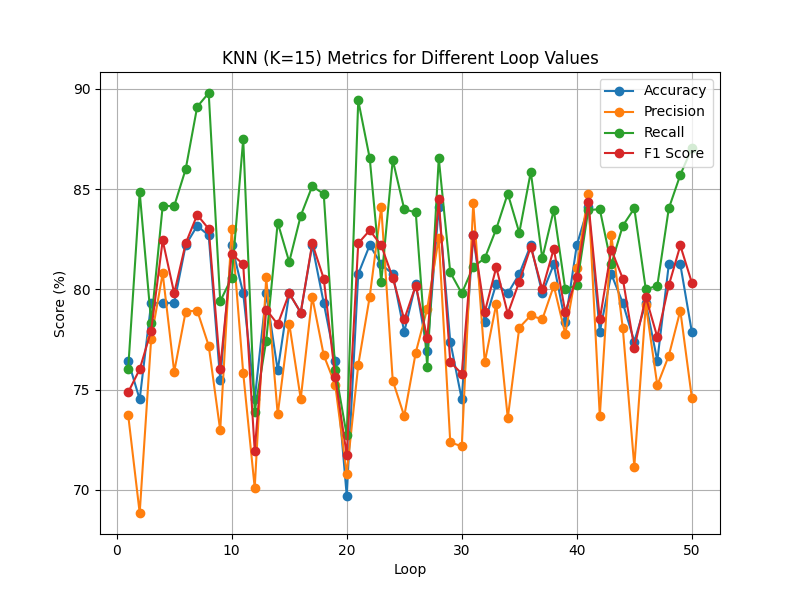 KNN (K=15) Metrics for Different Loop Values
Accuracy
Precision
Recall
F1 Score
90
85
80
75
70
Score (%)
0 10 20 30 40 50
Loop